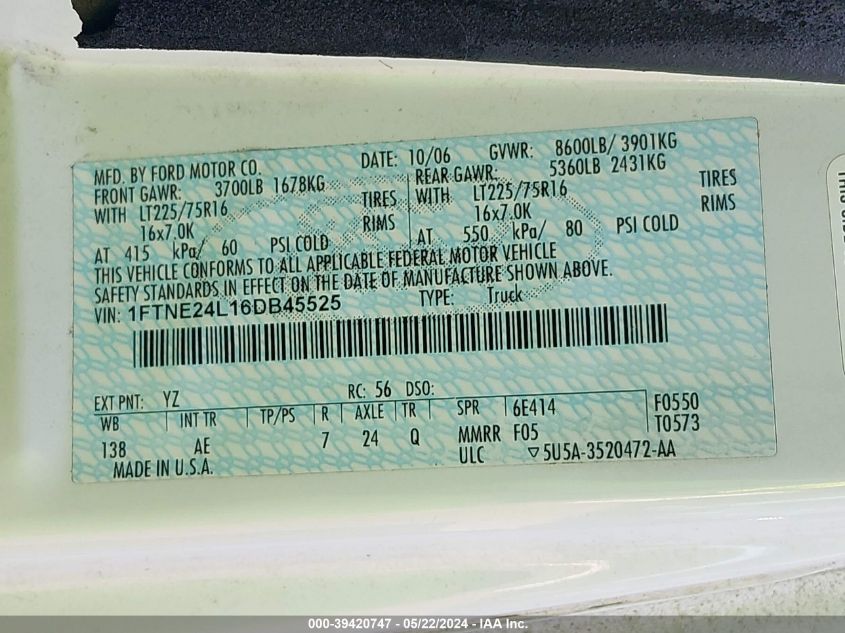 MFD. BY FORD MOTOR CO. DATE: 10/06 GVWR: 8600LB/ 3901KG
FRONT GAWR: 3700LB 1678KG REAR GAWR: 5360LB 2431KG
WITH LT225/75R16 TIRES WITH LT225/75R16 TIRES
16x7.0K RIMS 16x7.0K RIMS
AT 415 kPa/ 60 PSI COLD AT 550 kPa/ 80 PSI COLD
THIS VEHICLE CONFORMS TO ALL APPLICABLE FEDERAL MOTOR VEHICLE
SAFETY STANDARDS IN EFFECT ON THE DATE OF MANUFACTURE SHOWN ABOVE.
VIN: 1FTNE24L16DB45525 TYPE: Truck
EXT PNT: YZ RC: 56 DSO:
WB INT TR TP/PS R AXLE TR SPR 6E414 F0550
138 AE 7 24 Q MMRR F05 T0573
MADE IN U.S.A. ULC ▽5U5A-3520472-AA
000-39420747 - 05/22/2024 - IAA Inc.